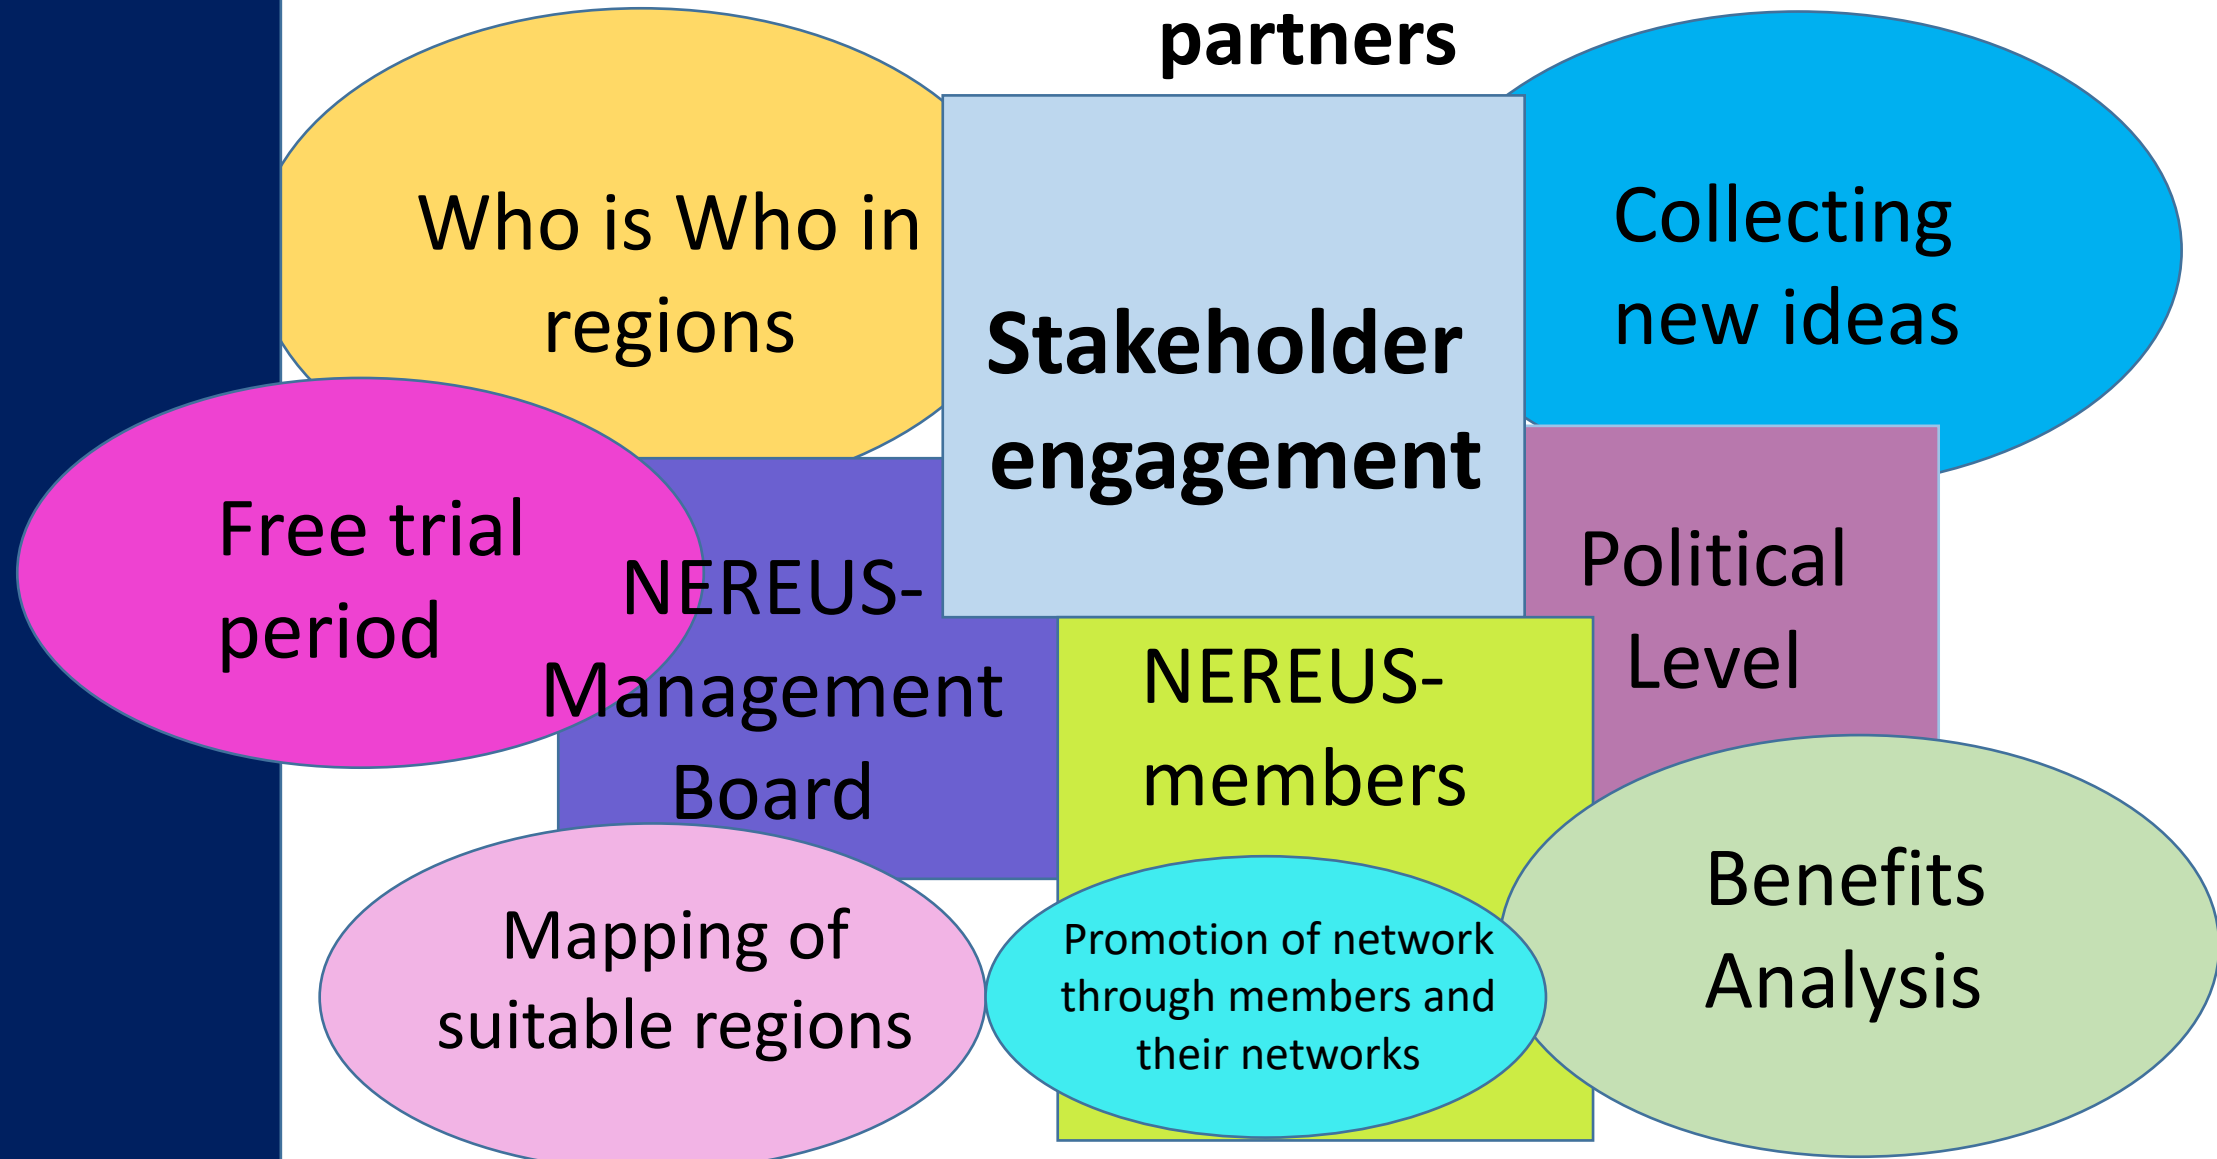 partners
Who is Who in
regions
Stakeholder
engagement
Collecting
new ideas
Free trial
period
NEREUS-
Management
Board
NEREUS-
members
Political
Level
Mapping of
suitable regions
Promotion of network
through members and
their networks
Benefits
Analysis